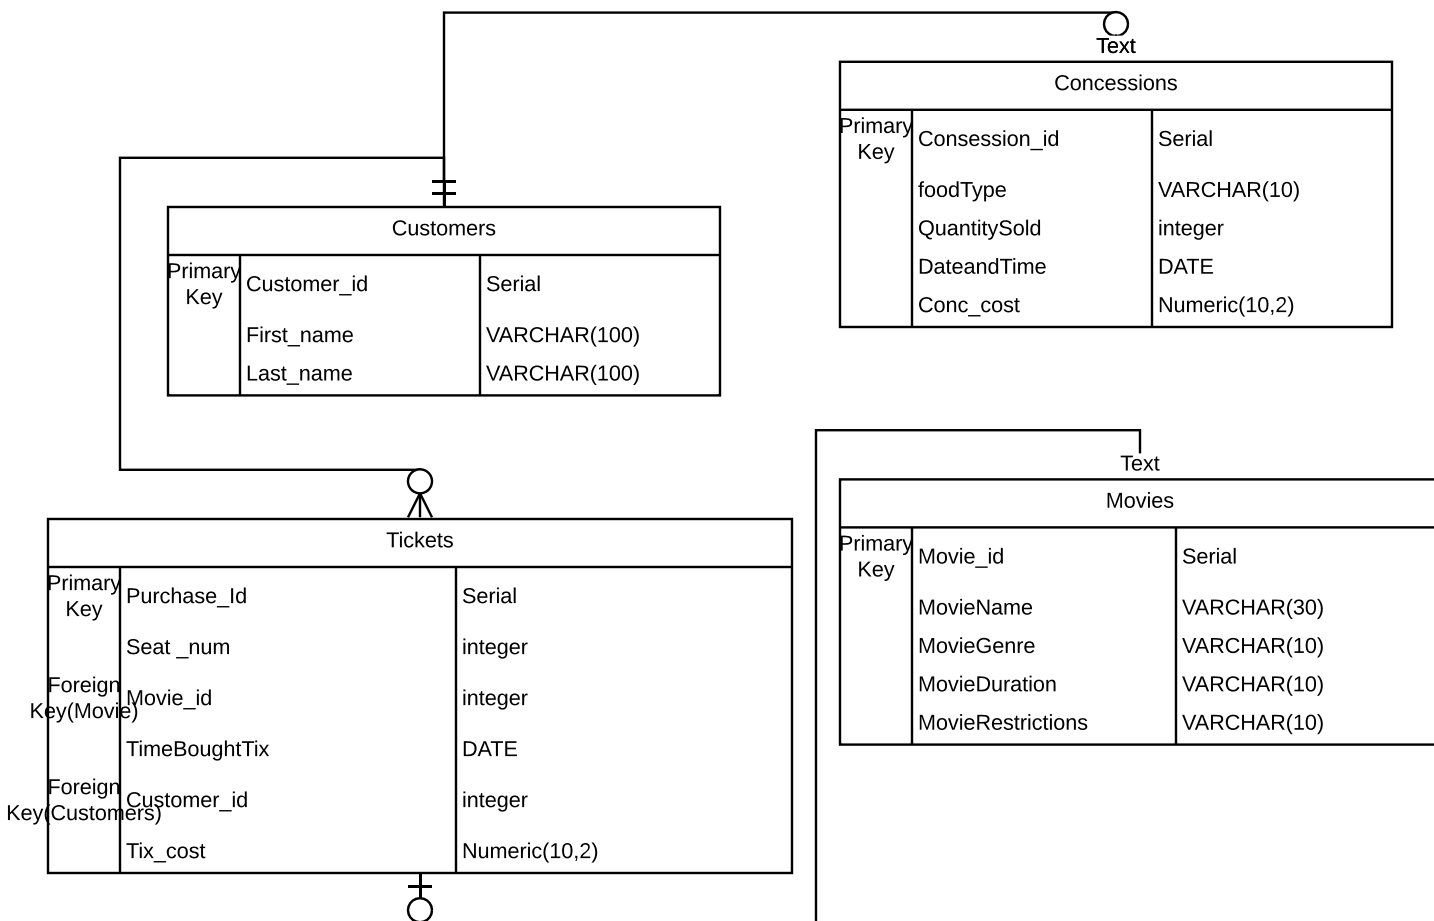 Text
Concessions
Primary
Key
Consession_id
Serial
foodType
VARCHAR(10)
QuantitySold
integer
DateandTime
DATE
Conc_cost
Numeric(10,2)
Customers
Primary
Key
Customer_id
Serial
First_name
VARCHAR(100)
Last_name
VARCHAR(100)
Text
Movies
Primary
Key
Movie_id
Serial
MovieName
VARCHAR(30)
MovieGenre
VARCHAR(10)
MovieDuration
VARCHAR(10)
MovieRestrictions
VARCHAR(10)
Tickets
Primary
Key
Purchase_Id
Serial
Seat _num
integer
Foreign
Key(Movie)
Movie_id
integer
TimeBoughtTix
DATE
Foreign
Key(Customers)
Customer_id
integer
Tix_cost
Numeric(10,2)